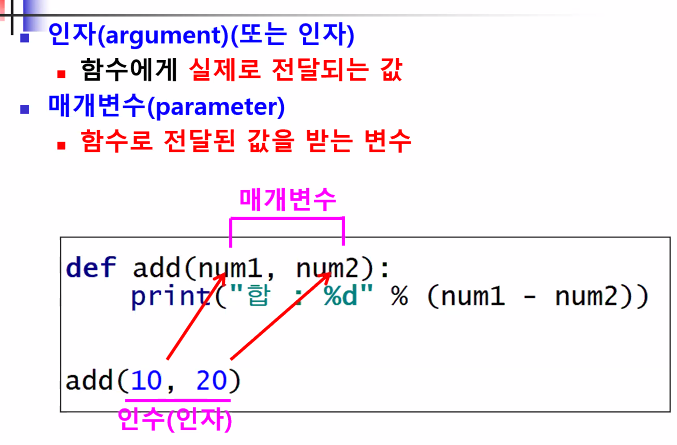 인자(argument)(또는 인자)
함수에게 실제로 전달되는 값
매개변수(parameter)
함수로 전달된 값을 받는 변수
매개변수
def add(num1, num2):
print("합 : %d" % (num1 - num2))
add(10, 20)
인수(인자)